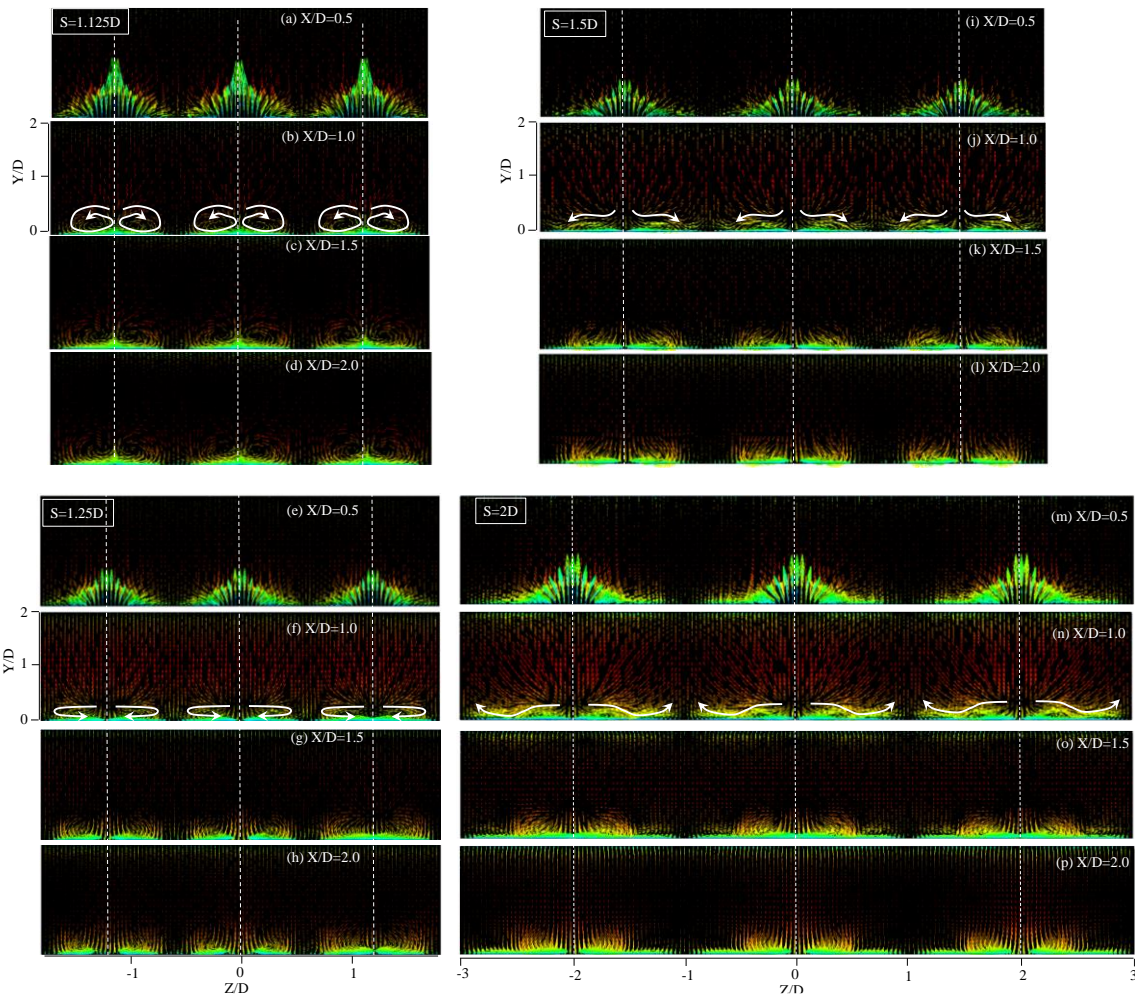 S=1.125D
(a) X/D=0.5
2
(b) X/D=1.0
Y/D
1
0
(c) X/D=1.5
(d) X/D=2.0
S=1.5D
(i) X/D=0.5
2
(j) X/D=1.0
Y/D
1
0
(k) X/D=1.5
(l) X/D=2.0
S=1.25D
(e) X/D=0.5
2
(f) X/D=1.0
Y/D
1
0
(g) X/D=1.5
(h) X/D=2.0
-1 0 1
Z/D
S=2D
(m) X/D=0.5
(n) X/D=1.0
(o) X/D=1.5
(p) X/D=2.0
-3 -2 -1 0 1 2 3
Z/D